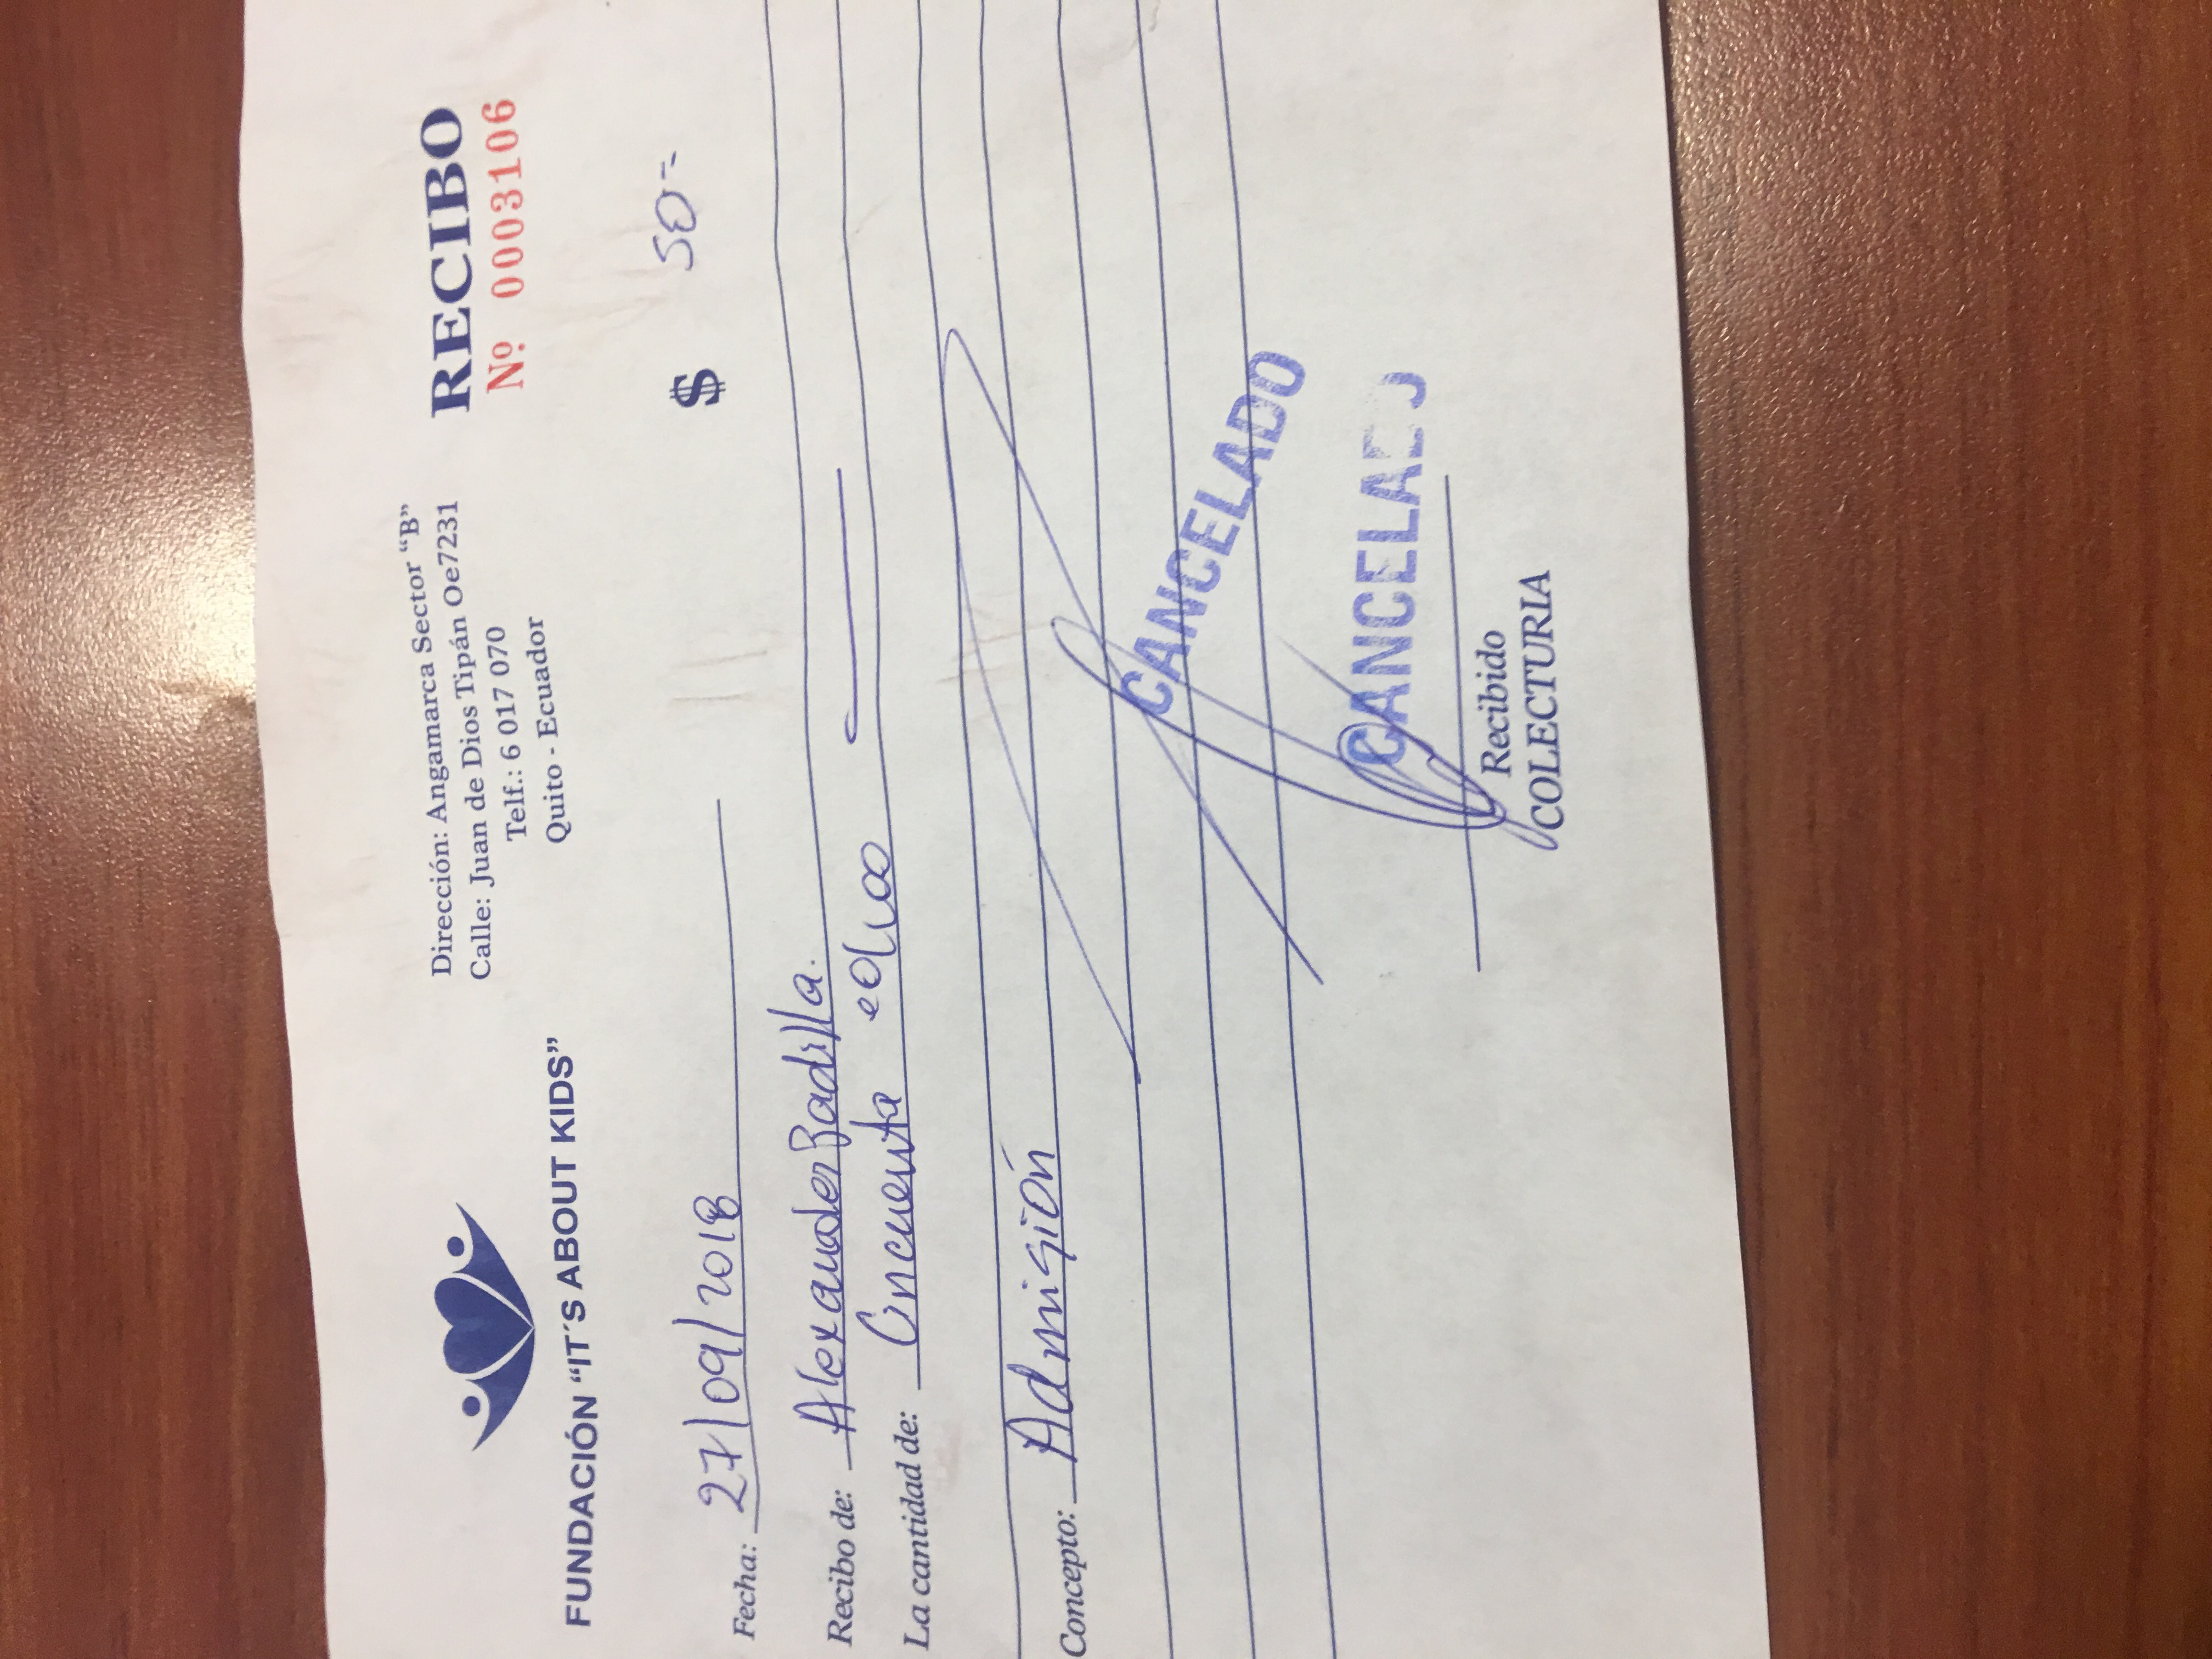 FUNDACIÓN “IT´S ABOUT KIDS”
Dirección: Angamarca Sector “B”
Calle: Juan de Dios Tipán Oe7231
Telf.: 6 017 070
Quito - Ecuador
RECIBO
Nº 0003106
$ 50=
Fecha: 27/09/2018
Recibo de: Alexander Badilla.
La cantidad de: Cincuenta 00/100
Concepto: Admisión
CANCELADO
CANCELADO
Recibido
COLECTURIA